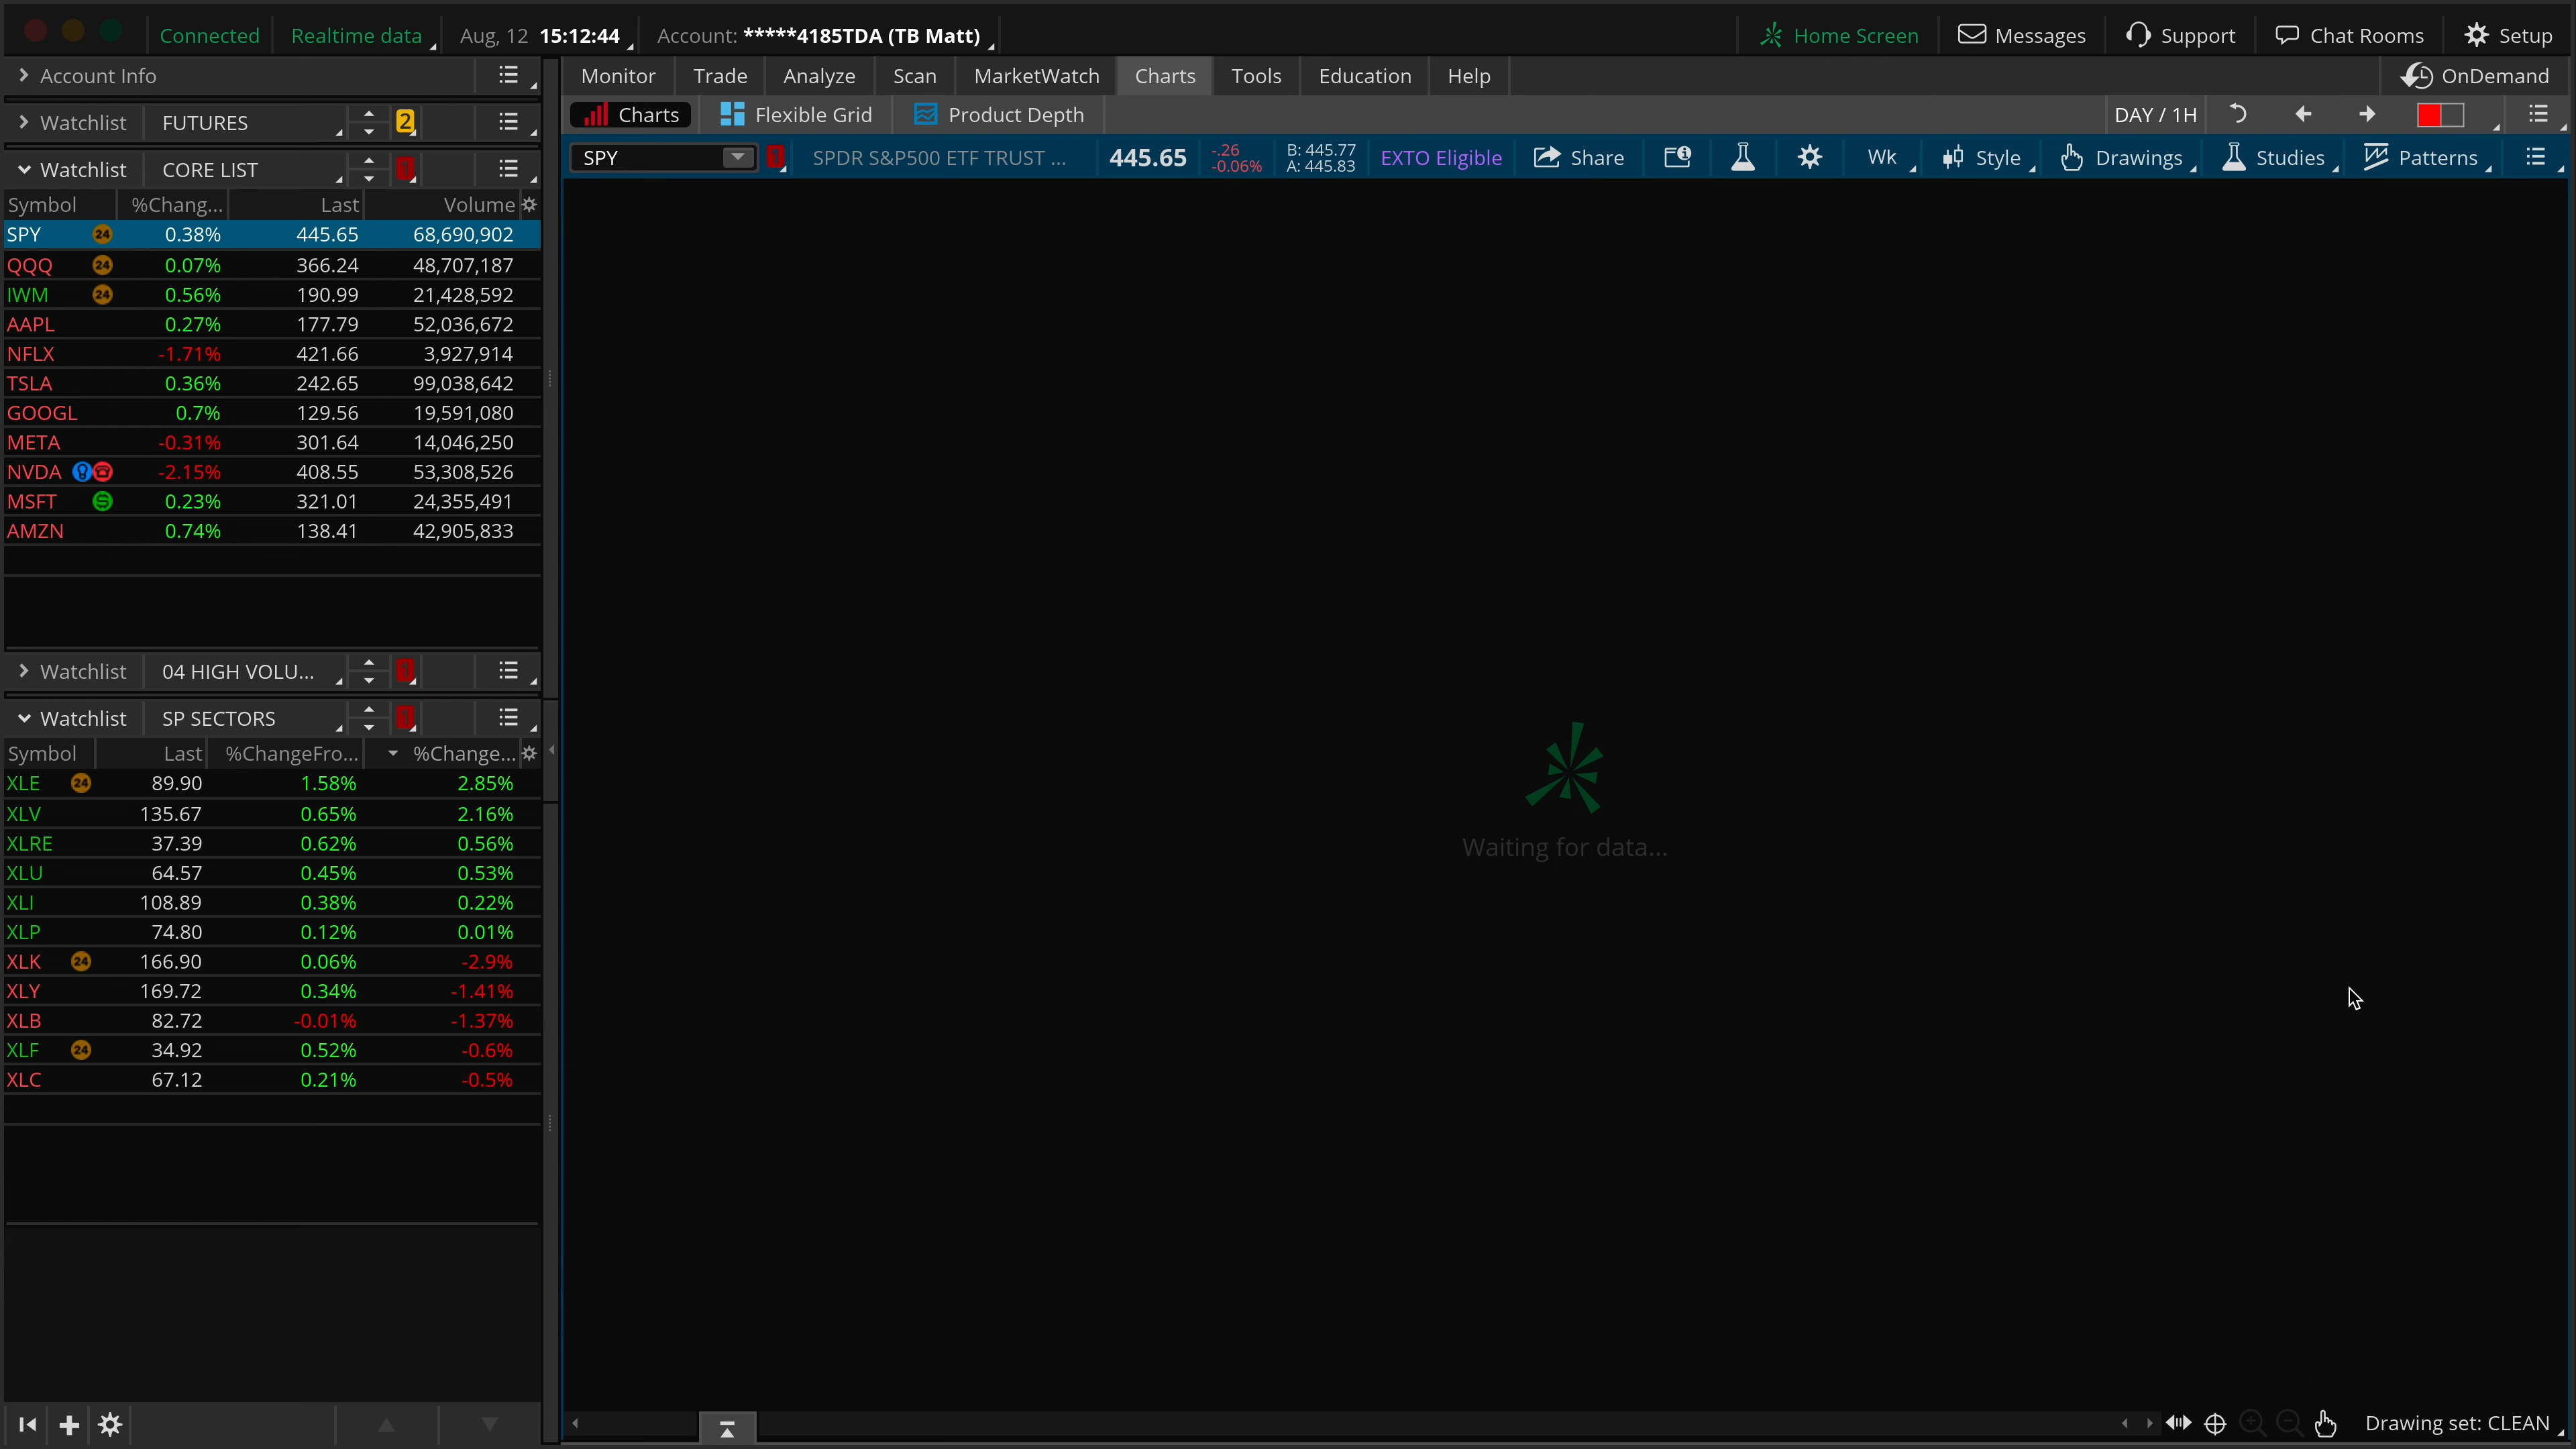 Connected Realtime data Aug, 12 15:12:44 Account: *****4185TDA (TB Matt) Home Screen Messages Support Chat Rooms Setup
Account Info
Monitor Trade Analyze Scan MarketWatch Charts Tools Education Help OnDemand
Watchlist FUTURES 2
Charts Flexible Grid Product Depth DAY / 1H
SPY SPDR S&P500 ETF TRUST ... 445.65 -.26 -0.06% B: 445.77 A: 445.83 EXTO Eligible Share Wk Style Drawings Studies Patterns
Watchlist CORE LIST
Symbol %Chang... Last Volume
SPY 24 0.38% 445.65 68,690,902
QQQ 24 0.07% 366.24 48,707,187
IWM 24 0.56% 190.99 21,428,592
AAPL 0.27% 177.79 52,036,672
NFLX -1.71% 421.66 3,927,914
TSLA 0.36% 242.65 99,038,642
GOOGL 0.7% 129.56 19,591,080
META -0.31% 301.64 14,046,250
NVDA -2.15% 408.55 53,308,526
MSFT 0.23% 321.01 24,355,491
AMZN 0.74% 138.41 42,905,833
Watchlist 04 HIGH VOLU...
Watchlist SP SECTORS
Symbol Last %ChangeFro... %Change...
XLE 24 89.90 1.58% 2.85%
XLV 135.67 0.65% 2.16%
XLRE 37.39 0.62% 0.56%
XLU 64.57 0.45% 0.53%
XLI 108.89 0.38% 0.22%
XLP 74.80 0.12% 0.01%
XLK 24 166.90 0.06% -2.9%
XLY 169.72 0.34% -1.41%
XLB 82.72 -0.01% -1.37%
XLF 24 34.92 0.52% -0.6%
XLC 67.12 0.21% -0.5%
Waiting for data...
Drawing set: CLEAN